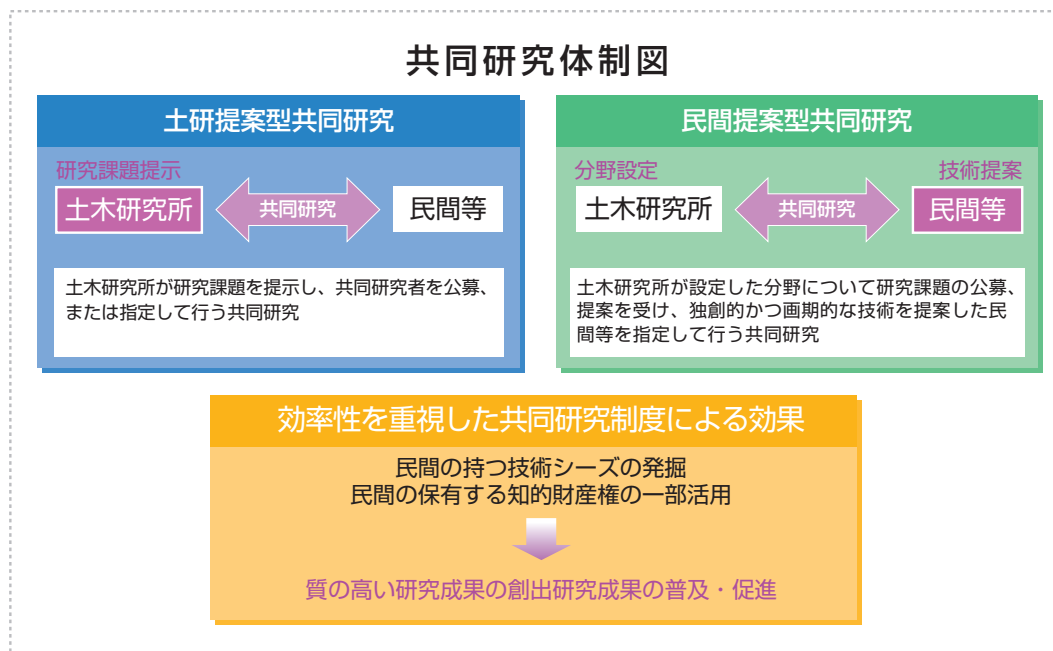 共同研究体制図
土研提案型共同研究
研究課題提示
土木研究所
共同研究
民間等
土木研究所が研究課題を提示し、共同研究者を公募、
または指定して行う共同研究
民間提案型共同研究
分野設定
技術提案
土木研究所
共同研究
民間等
土木研究所が設定した分野について研究課題の公募、
提案を受け、独創的かつ画期的な技術を提案した民
間等を指定して行う共同研究
効率性を重視した共同研究制度による効果
民間の持つ技術シーズの発掘
民間の保有する知的財産権の一部活用
質の高い研究成果の創出研究成果の普及・促進